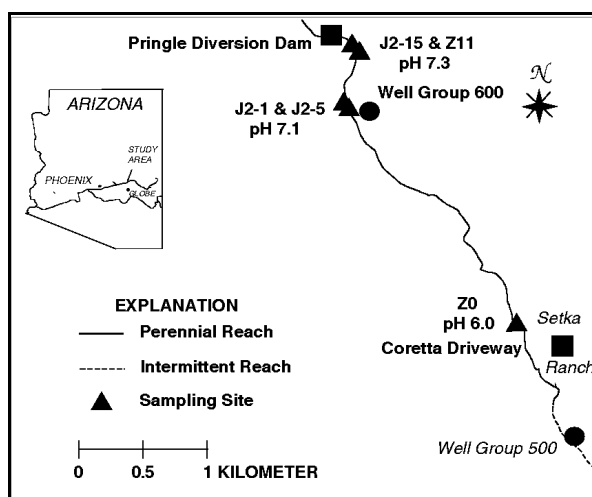 Pringle Diversion Dam
J2-15 & Z11
pH 7.3
N
Well Group 600
J2-1 & J2-5
pH 7.1
ARIZONA
STUDY
AREA
PHOENIX
GLOBE
EXPLANATION
Perennial Reach
Intermittent Reach
Sampling Site
0 0.5 1 KILOMETER
Z0
pH 6.0
Setka
Coretta Driveway
Ranch
Well Group 500